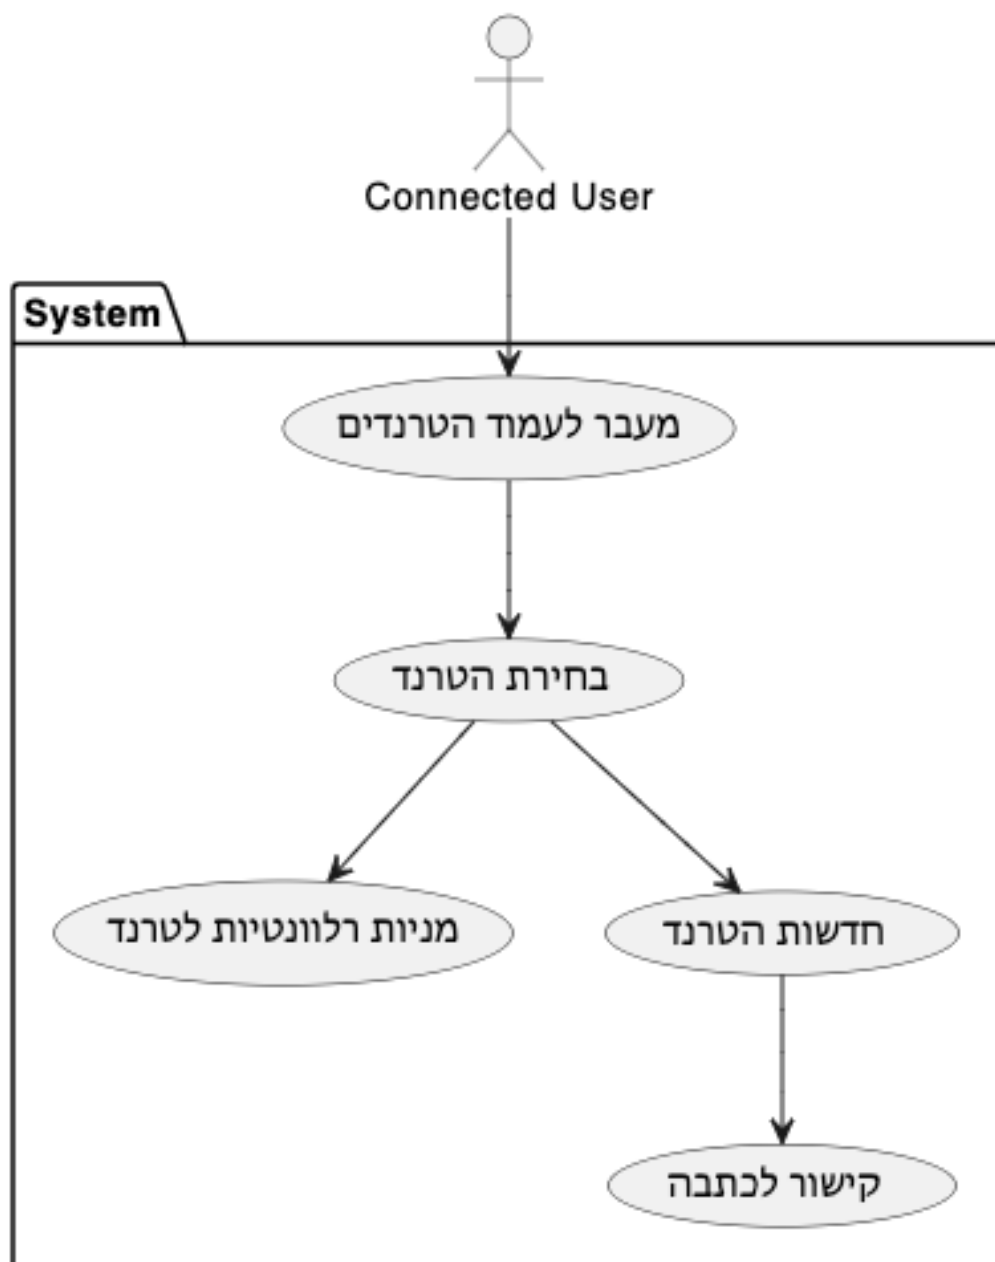 Connected User
System
מעבר לעמוד הטרנדים
בחירת הטרנד
מניות רלוונטיות לטרנד
חדשות הטרנד
קישור לכתבה